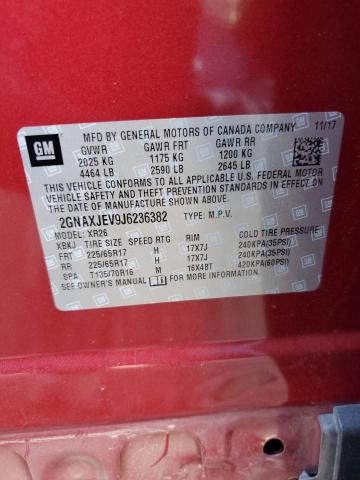 MFD BY GENERAL MOTORS OF CANADA COMPANY 11/17
GM GVWR GAWR FRT GAWR RR
2025 KG 1175 KG 1200 KG
4464 LB 2590 LB 2645 LB
THIS VEHICLE CONFORMS TO ALL APPLICABLE U.S. FEDERAL MOTOR
VEHICLE SAFETY AND THEFT PREVENTION STANDARDS IN EFFECT ON
THE DATE OF MANUFACTURE SHOWN ABOVE.
2GNAXJEV9J6236382 TYPE: M.P.V.
MODEL: XR26
XBKJ TIRE SIZE SPEED RTG RIM COLD TIRE PRESSURE
FRT 225/65R17 H 17X7J 240KPA(35PSI)
RR 225/65R17 H 17X7J 240KPA(35PSI)
SPA T135/70R16 M 16X4BT 420KPA(60PSI)
SEE OWNER'S MANUAL FOR ADDITIONAL INFORMATION